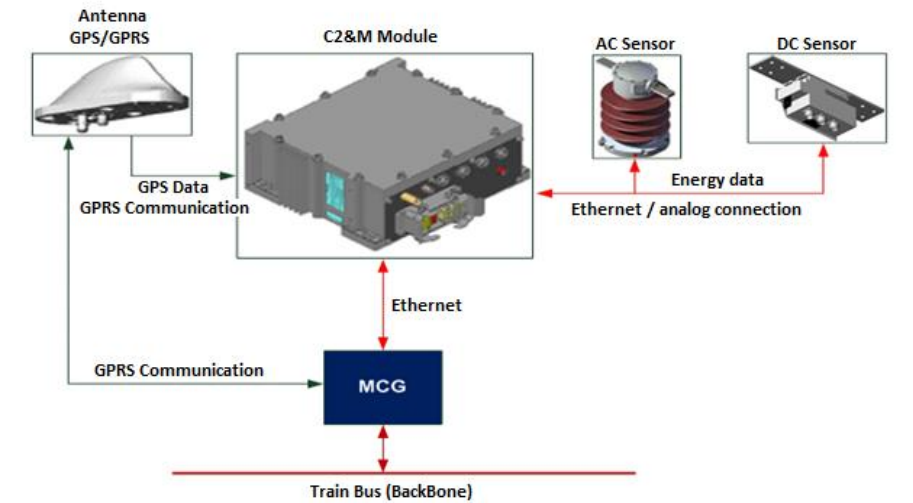 Antenna
GPS/GPRS
C2&M Module
AC Sensor
DC Sensor
GPS Data
GPRS Communication
Energy data
Ethernet / analog connection
Ethernet
GPRS Communication
MCG
Train Bus (BackBone)